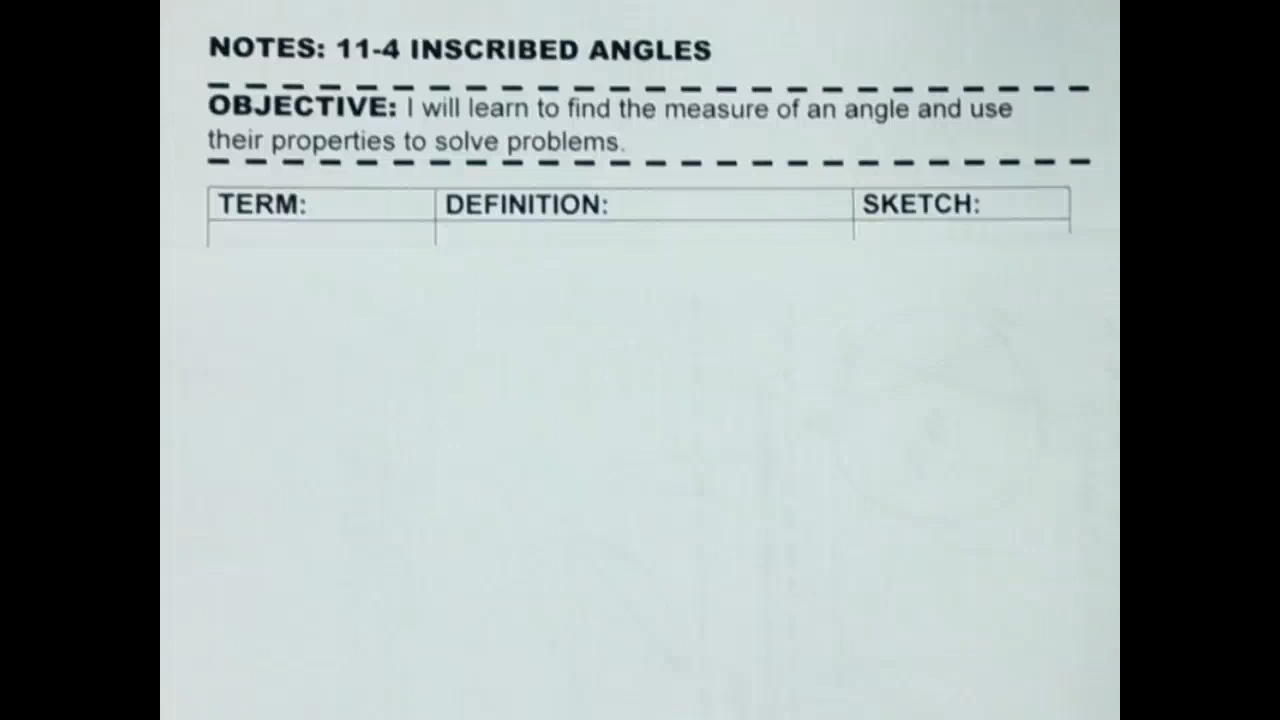 NOTES: 11-4 INSCRIBED ANGLES
OBJECTIVE: I will learn to find the measure of an angle and use
their properties to solve problems.
TERM: DEFINITION: SKETCH: